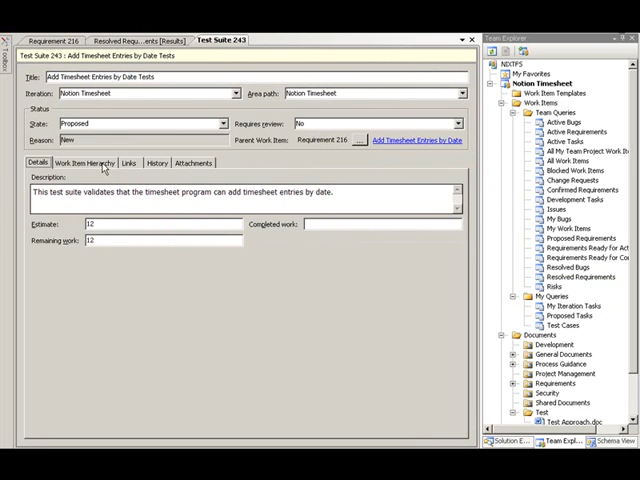 Requirement 216
Resolved Requ...ents [Results]
Test Suite 243
Toolbox
Test Suite 243 : Add Timesheet Entries by Date Tests
Title:
Add Timesheet Entries by Date Tests
Iteration:
Notion Timesheet
Area path:
Notion Timesheet
Status
State:
Proposed
Requires review:
No
Reason:
New
Parent Work Item:
Requirement 216
...
Add Timesheet Entries by Date
Details
Work Item Hierarchy
Links
History
Attachments
Description:
This test suite validates that the timesheet program can add timesheet entries by date.
Estimate:
12
Completed work:
Remaining work:
12
Team Explorer
NIXTFS
My Favorites
Notion Timesheet
Work Item Templates
Work Items
Team Queries
Active Bugs
Active Requirements
Active Tasks
All My Team Project Work It
All Work Items
Blocked Work Items
Change Requests
Confirmed Requirements
Development Tasks
Issues
My Bugs
My Work Items
Proposed Requirements
Requirements Ready for Act
Requirements Ready for Co
Resolved Bugs
Resolved Requirements
Risks
My Queries
My Iteration Tasks
Proposed Tasks
Test Cases
Documents
Development
General Documents
Process Guidance
Project Management
Requirements
Security
Shared Documents
Test
Test Approach.doc
Solution E...
Team Expl...
Schema View